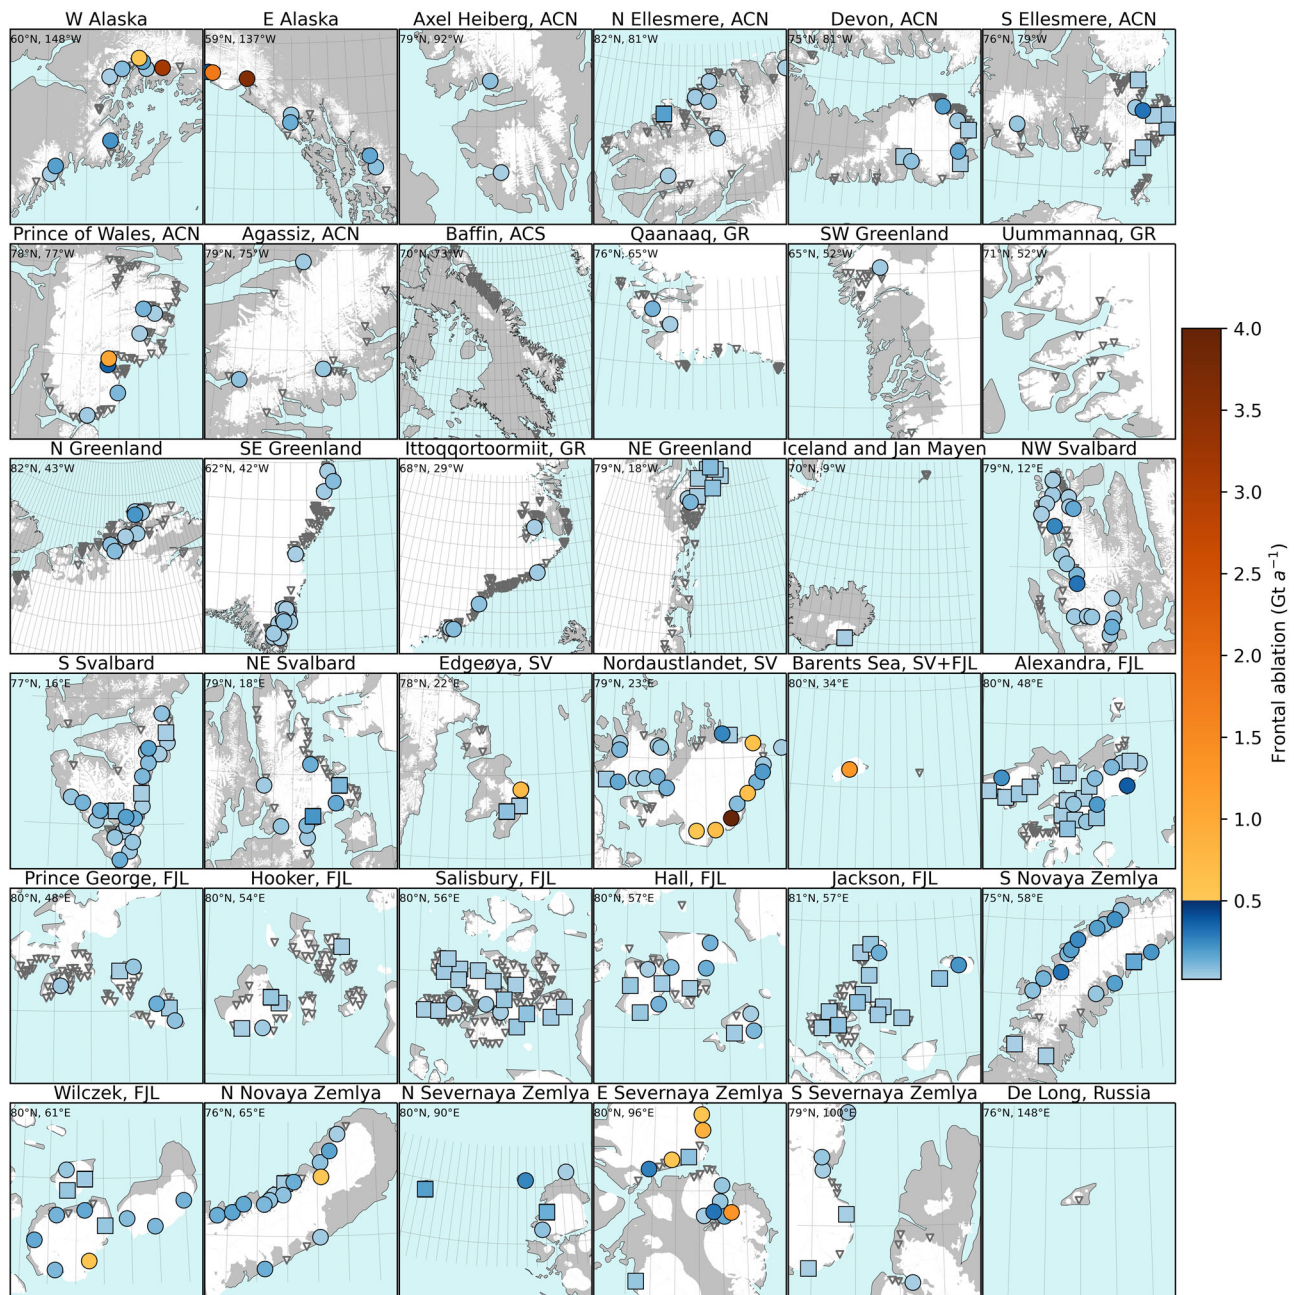 W Alaska
60°N, 148°W
E Alaska
59°N, 137°W
Axel Heiberg, ACN
79°N, 92°W
N Ellesmere, ACN
82°N, 81°W
Devon, ACN
75°N, 81°W
S Ellesmere, ACN
76°N, 79°W
Prince of Wales, ACN
78°N, 77°W
Agassiz, ACN
79°N, 75°W
Baffin, ACS
70°N, 73°W
Qaanaaq, GR
76°N, 65°W
SW Greenland
65°N, 52°W
Uummannaq, GR
71°N, 52°W
N Greenland
82°N, 43°W
SE Greenland
62°N, 42°W
Ittoqqortoormiit, GR
68°N, 29°W
NE Greenland
79°N, 18°W
Iceland and Jan Mayen
70°N, 9°W
NW Svalbard
79°N, 12°E
S Svalbard
77°N, 16°E
NE Svalbard
79°N, 18°E
Edgeøya, SV
78°N, 22°E
Nordaustlandet, SV
79°N, 23°E
Barents Sea, SV+FJL
80°N, 34°E
Alexandra, FJL
80°N, 48°E
Prince George, FJL
80°N, 48°E
Hooker, FJL
80°N, 54°E
Salisbury, FJL
80°N, 56°E
Hall, FJL
80°N, 57°E
Jackson, FJL
81°N, 57°E
S Novaya Zemlya
75°N, 58°E
Wilczek, FJL
80°N, 61°E
N Novaya Zemlya
76°N, 65°E
N Severnaya Zemlya
80°N, 90°E
E Severnaya Zemlya
80°N, 96°E
S Severnaya Zemlya
79°N, 100°E
De Long, Russia
76°N, 148°E
4.0
3.5
3.0
2.5
2.0
1.5
1.0
0.5
Frontal ablation (Gt a⁻¹)